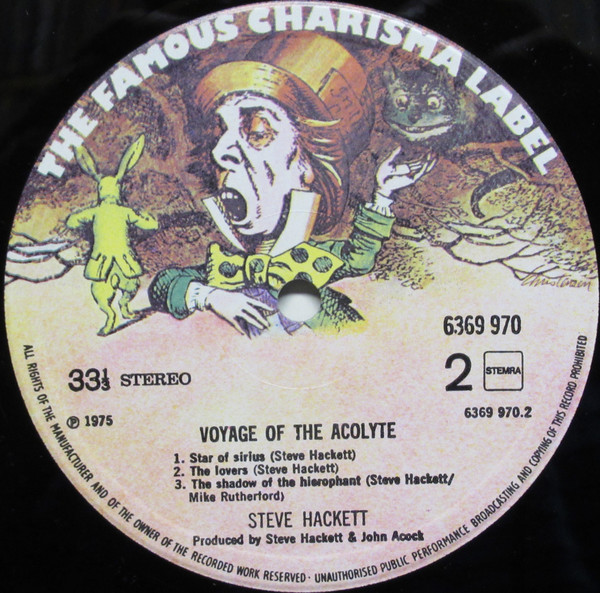 THE FAMOUS CHARISMA LABEL
Christensen
6369 970
33⅓ STEREO
2 STEMRA
℗ 1975
6369 970.2
VOYAGE OF THE ACOLYTE
1. Star of sirius (Steve Hackett)
2. The lovers (Steve Hackett)
3. The shadow of the hierophant (Steve Hackett/
Mike Rutherford)
STEVE HACKETT
Produced by Steve Hackett & John Acock
ALL RIGHTS OF THE MANUFACTURER AND OF THE OWNER OF THE RECORDED WORK RESERVED · UNAUTHORISED PUBLIC PERFORMANCE BROADCASTING AND COPYING OF THIS RECORD PROHIBITED